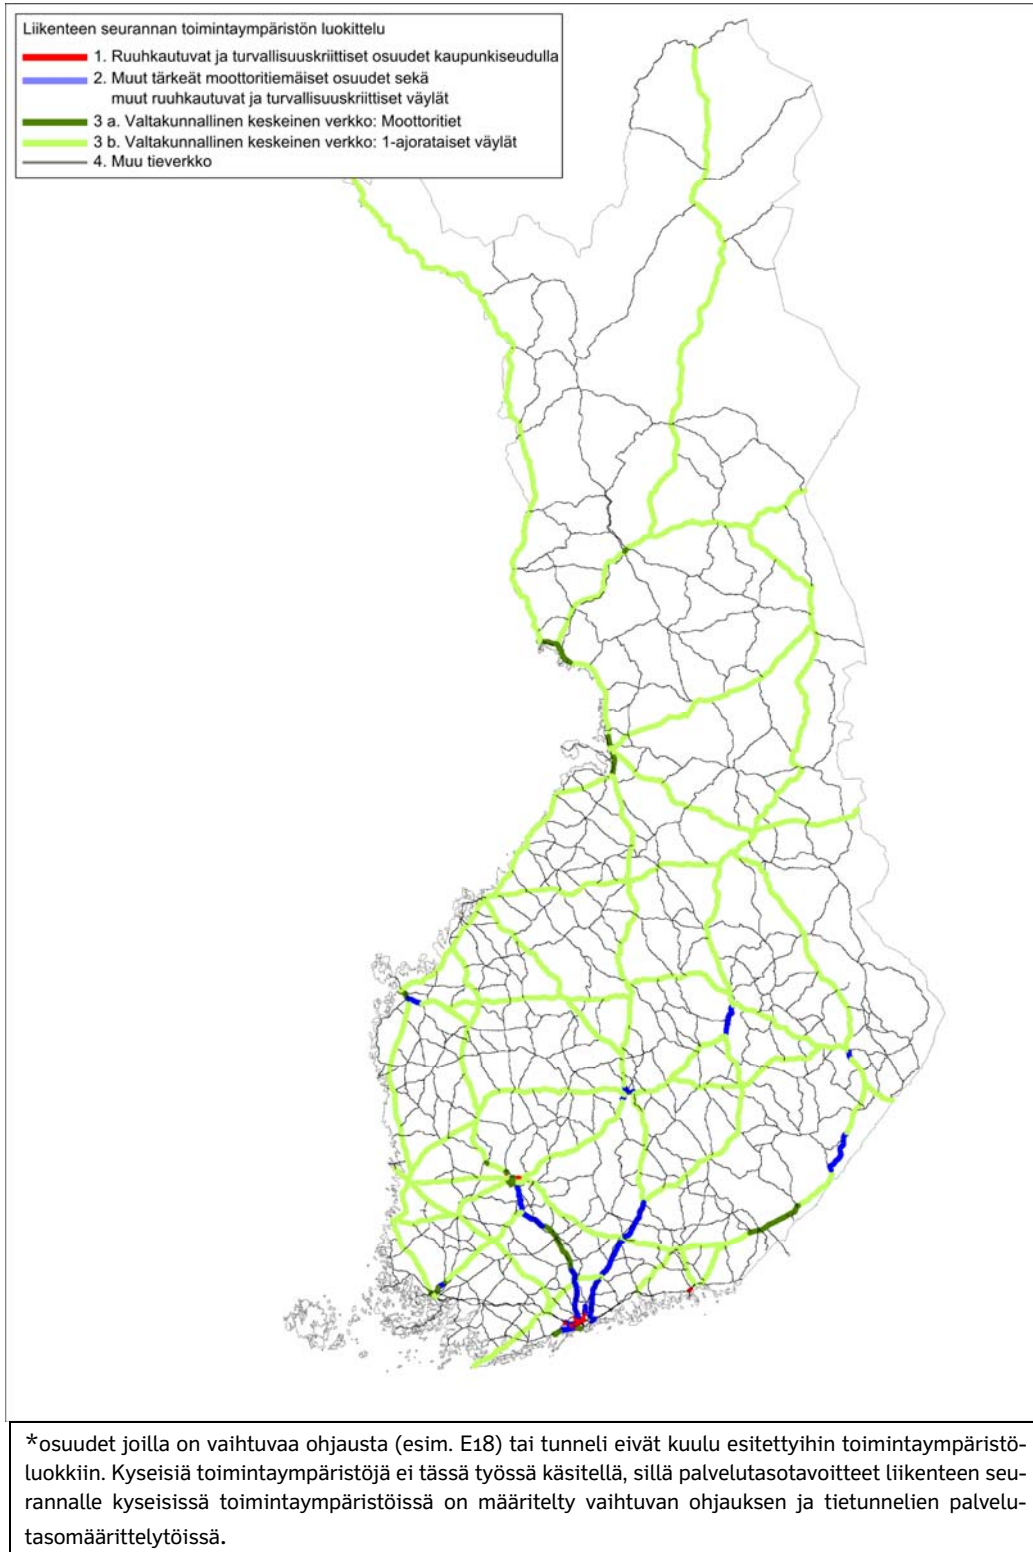 Liikenteen seurannan toimintaympäristön luokittelu
1. Ruuhkautuvat ja turvallisuuskriittiset osuudet kaupunkiseudulla
2. Muut tärkeät moottoritiemäiset osuudet sekä
muut ruuhkautuvat ja turvallisuuskriittiset väylät
3 a. Valtakunnallinen keskeinen verkko: Moottoritiet
3 b. Valtakunnallinen keskeinen verkko: 1-ajorataiset väylät
4. Muu tieverkko
*osuudet joilla on vaihtuvaa ohjausta (esim. E18) tai tunneli eivät kuulu esitettyihin toimintaympäristö-
luokkiin. Kyseisiä toimintaympäristöjä ei tässä työssä käsitellä, sillä palvelutasotavoitteet liikenteen seu-
rannalle kyseisissä toimintaympäristöissä on määritelty vaihtuvan ohjauksen ja tietunnelien palvelu-
tasomäärittelytöissä.